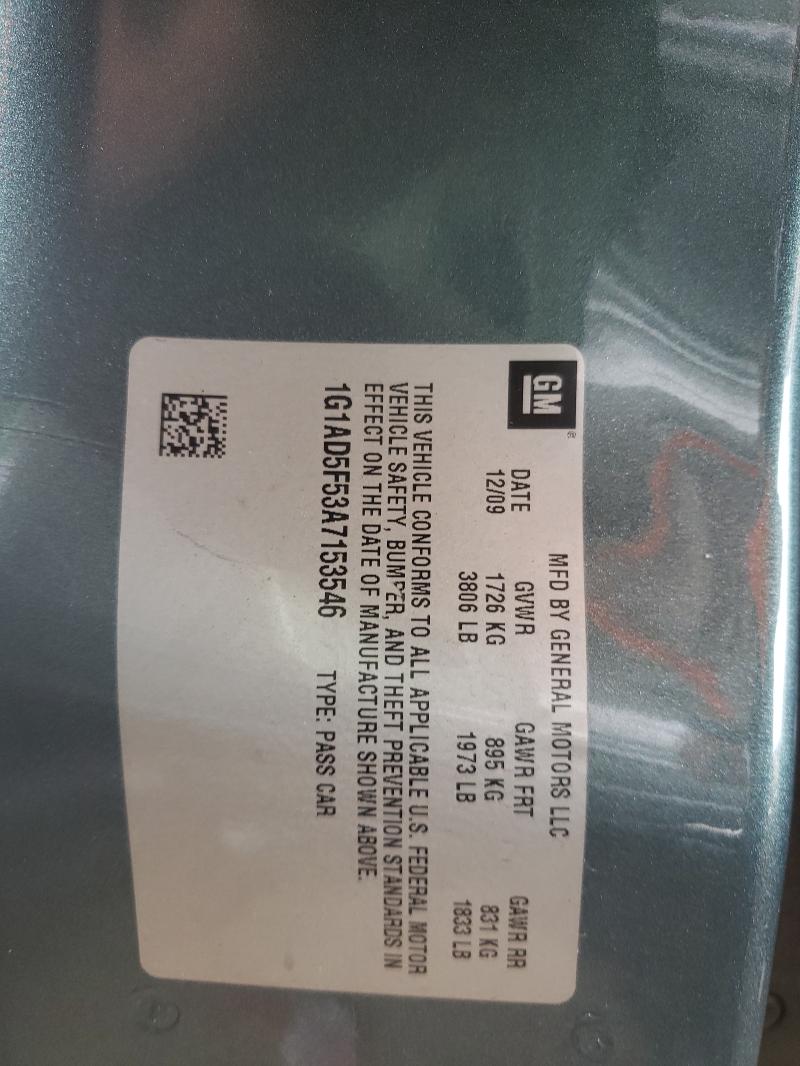 GM
MFD BY GENERAL MOTORS LLC
DATE GVWR GAWR FRT GAWR RR
12/09 1726 KG 895 KG 831 KG
3806 LB 1973 LB 1833 LB
THIS VEHICLE CONFORMS TO ALL APPLICABLE U.S. FEDERAL MOTOR
VEHICLE SAFETY, BUMPER, AND THEFT PREVENTION STANDARDS IN
EFFECT ON THE DATE OF MANUFACTURE SHOWN ABOVE.
1G1AD5F53A7153546 TYPE: PASS CAR